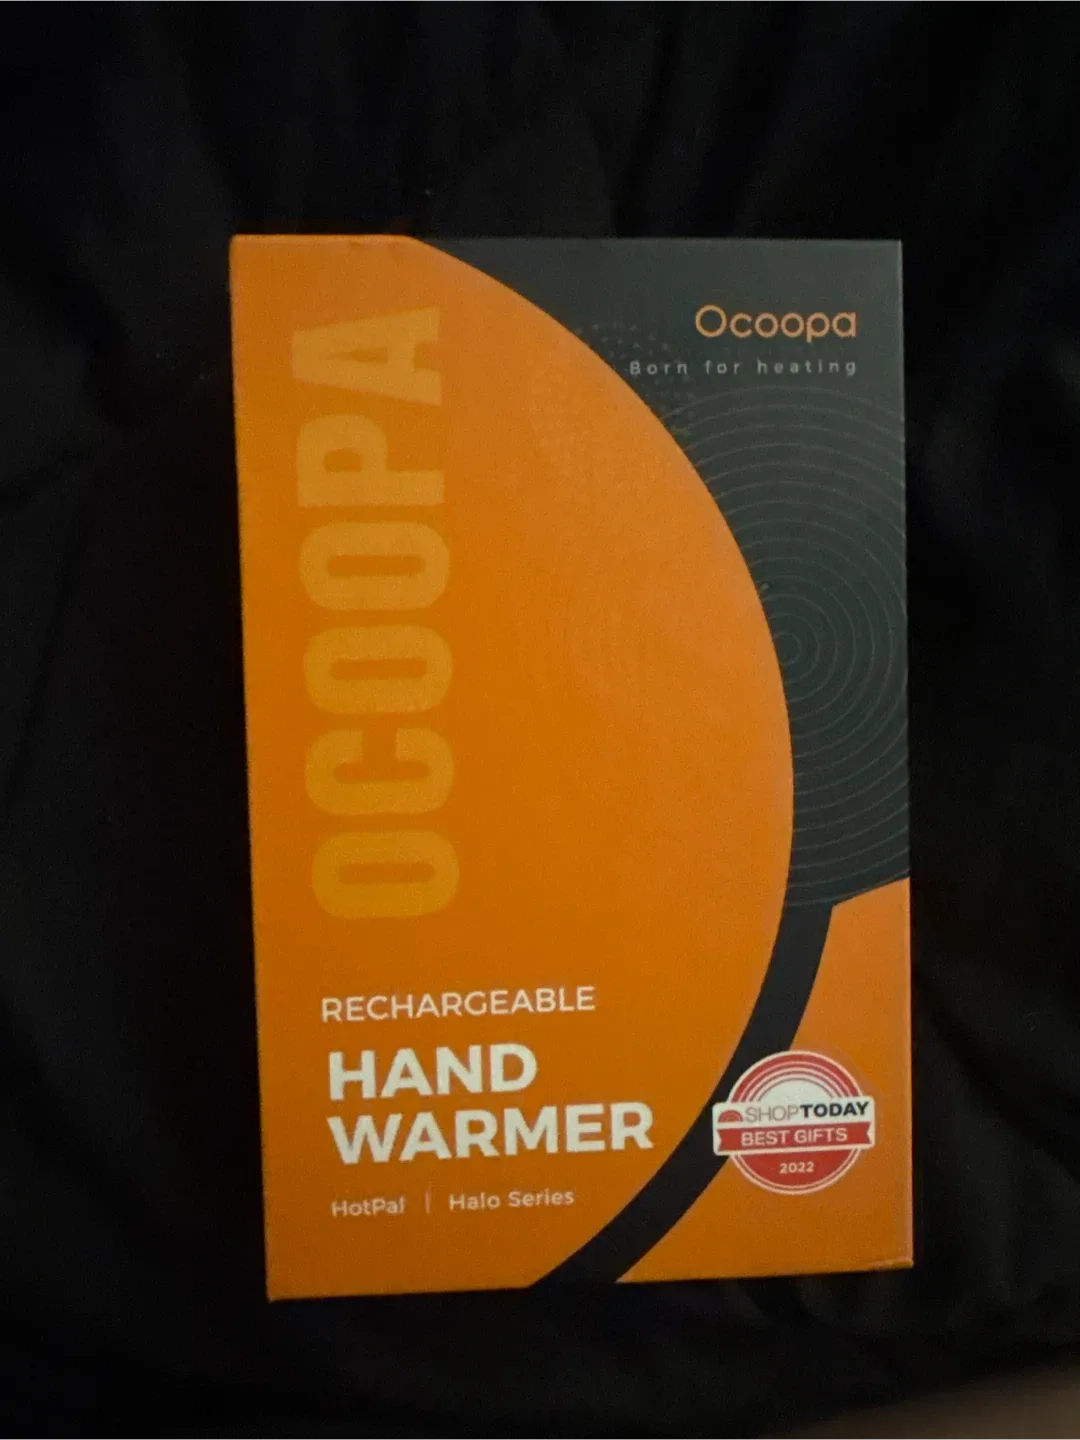 Ocoopa
Born for heating
OCOOPA
RECHARGEABLE
HAND
WARMER
HotPal | Halo Series
SHOPTODAY
BEST GIFTS
2022